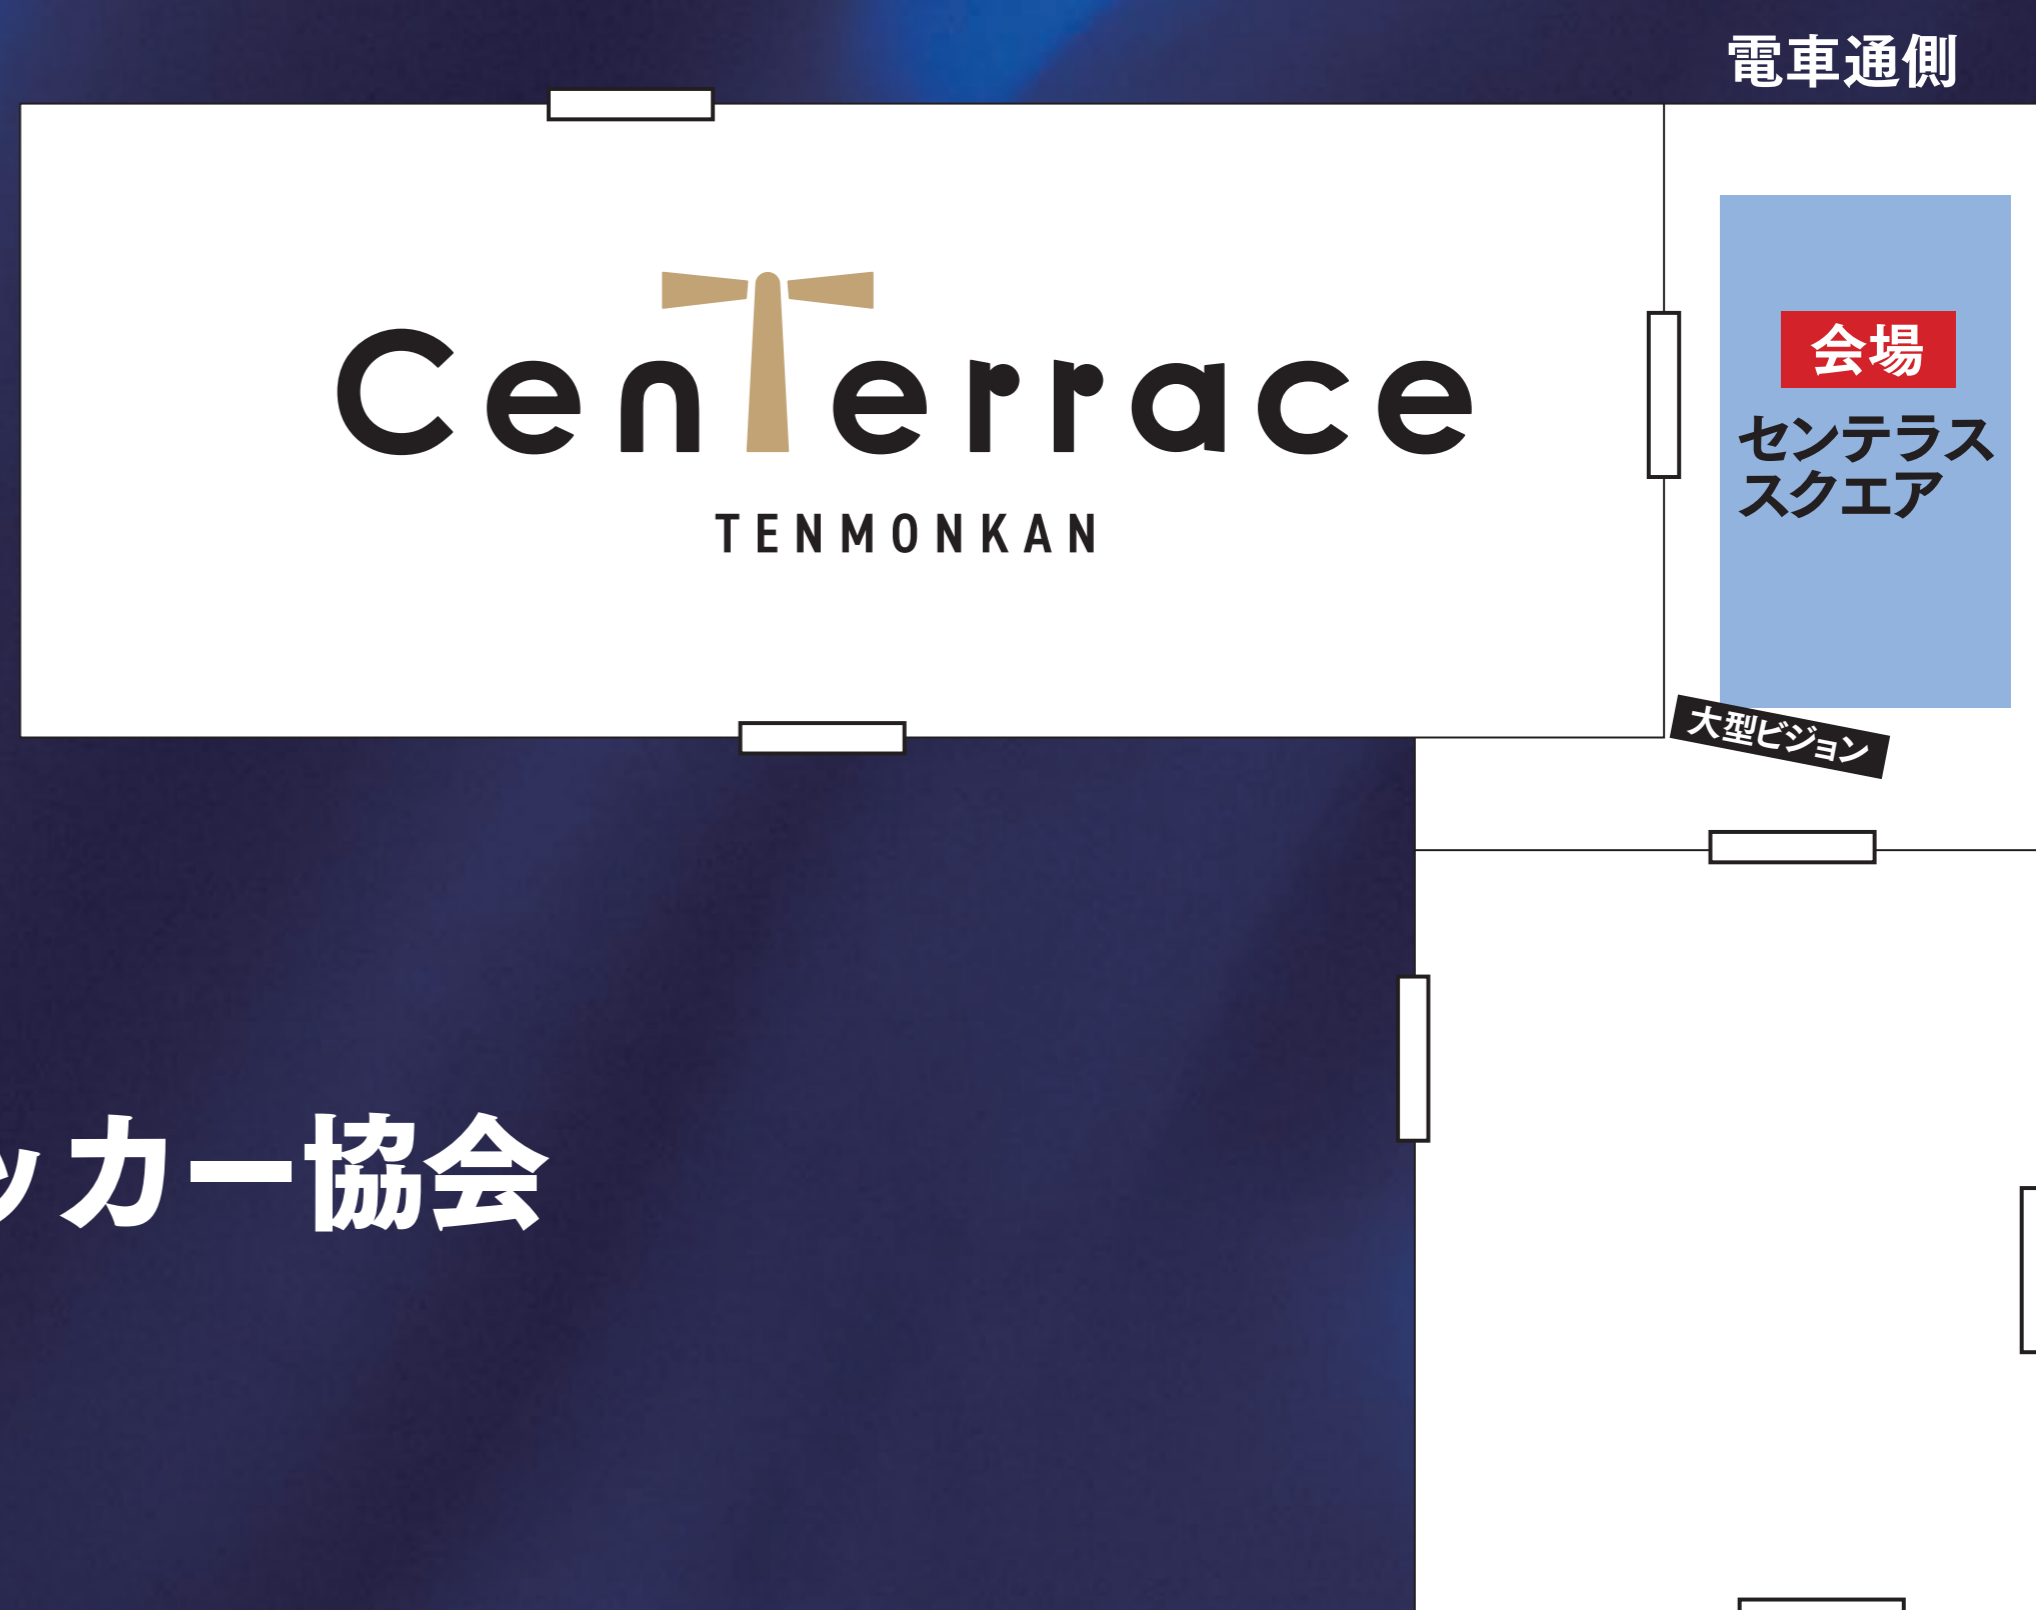 電車通側
CenTerrace
TENMONKAN
会場
センテラス
スクエア
大型ビジョン
ッカー協会